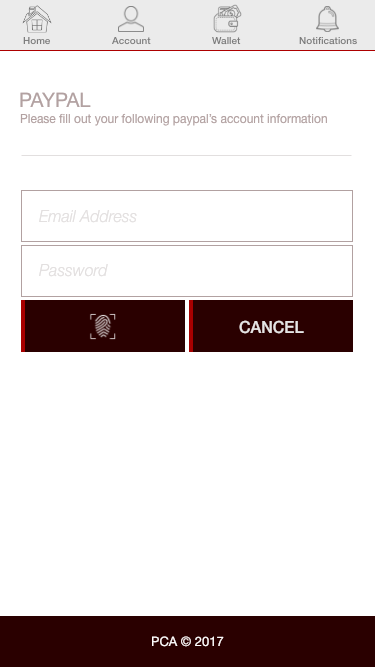 Home
Account
Wallet
Notifications
PAYPAL
Please fill out your following paypal's account information
Email Address
Password
CANCEL
PCA © 2017